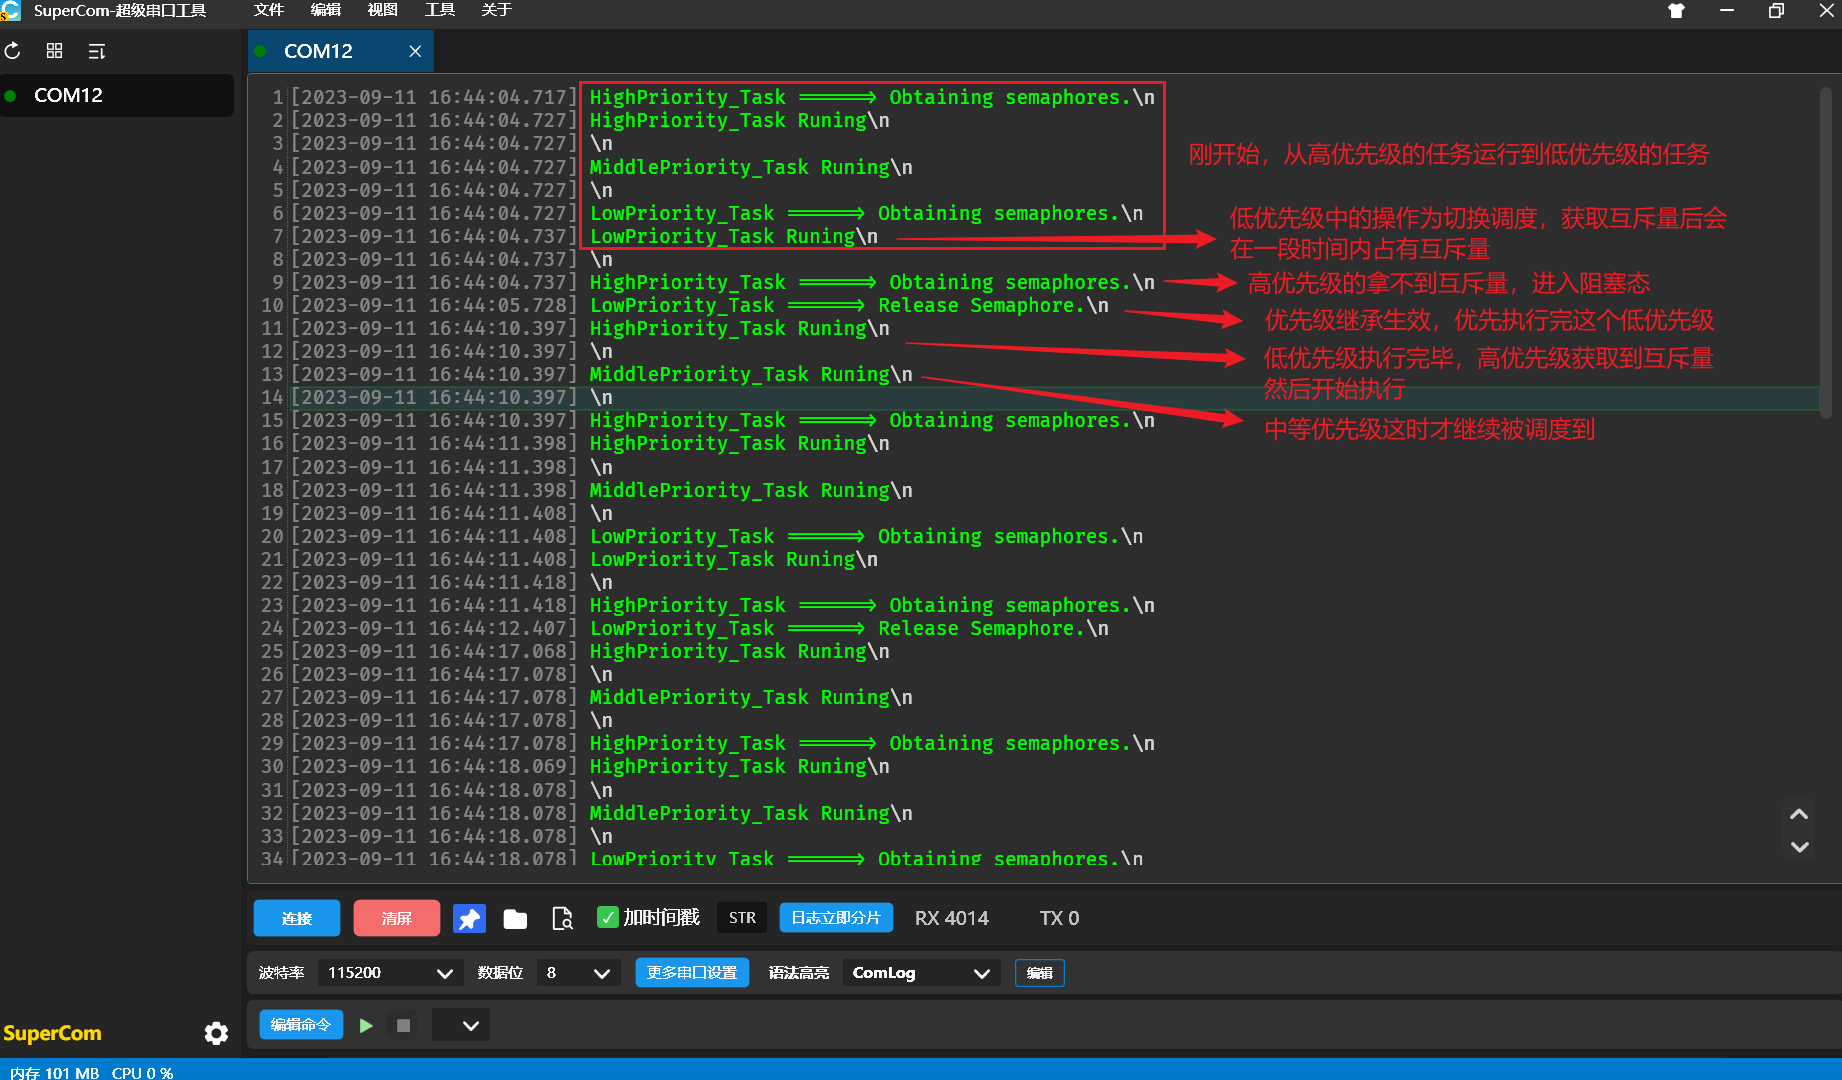 SuperCom-超级串口工具 文件 编辑 视图 工具 关于
COM12
COM12
1 [2023-09-11 16:44:04.717] HighPriority_Task ======> Obtaining semaphores.\n
2 [2023-09-11 16:44:04.727] HighPriority_Task Runing\n
3 [2023-09-11 16:44:04.727] \n
刚开始，从高优先级的任务运行到低优先级的任务
4 [2023-09-11 16:44:04.727] MiddlePriority_Task Runing\n
5 [2023-09-11 16:44:04.727] \n
6 [2023-09-11 16:44:04.727] LowPriority_Task ======> Obtaining semaphores.\n
低优先级中的操作为切换调度，获取互斥量后会
在一段时间内占有互斥量
7 [2023-09-11 16:44:04.737] LowPriority_Task Runing\n
8 [2023-09-11 16:44:04.737] \n
9 [2023-09-11 16:44:04.737] HighPriority_Task ======> Obtaining semaphores.\n
高优先级的拿不到互斥量，进入阻塞态
10 [2023-09-11 16:44:05.728] LowPriority_Task ======> Release Semaphore.\n
优先级继承生效，优先执行完这个低优先级
11 [2023-09-11 16:44:10.397] HighPriority_Task Runing\n
12 [2023-09-11 16:44:10.397] \n
低优先级执行完毕，高优先级获取到互斥量
然后开始执行
13 [2023-09-11 16:44:10.397] MiddlePriority_Task Runing\n
14 [2023-09-11 16:44:10.397] \n
15 [2023-09-11 16:44:10.397] HighPriority_Task ======> Obtaining semaphores.\n
中等优先级这时才继续被调度到
16 [2023-09-11 16:44:11.398] HighPriority_Task Runing\n
17 [2023-09-11 16:44:11.398] \n
18 [2023-09-11 16:44:11.398] MiddlePriority_Task Runing\n
19 [2023-09-11 16:44:11.408] \n
20 [2023-09-11 16:44:11.408] LowPriority_Task ======> Obtaining semaphores.\n
21 [2023-09-11 16:44:11.408] LowPriority_Task Runing\n
22 [2023-09-11 16:44:11.418] \n
23 [2023-09-11 16:44:11.418] HighPriority_Task ======> Obtaining semaphores.\n
24 [2023-09-11 16:44:12.407] LowPriority_Task ======> Release Semaphore.\n
25 [2023-09-11 16:44:17.068] HighPriority_Task Runing\n
26 [2023-09-11 16:44:17.078] \n
27 [2023-09-11 16:44:17.078] MiddlePriority_Task Runing\n
28 [2023-09-11 16:44:17.078] \n
29 [2023-09-11 16:44:17.078] HighPriority_Task ======> Obtaining semaphores.\n
30 [2023-09-11 16:44:18.069] HighPriority_Task Runing\n
31 [2023-09-11 16:44:18.078] \n
32 [2023-09-11 16:44:18.078] MiddlePriority_Task Runing\n
33 [2023-09-11 16:44:18.078] \n
34 [2023-09-11 16:44:18.078] LowPriority_Task ======> Obtaining semaphores.\n
连接 清屏 加时间戳 STR 日志立即分片 RX 4014 TX 0
波特率 115200 数据位 8 更多串口设置 语法高亮 ComLog 编辑
编辑命令
SuperCom
内存 101 MB CPU 0 %